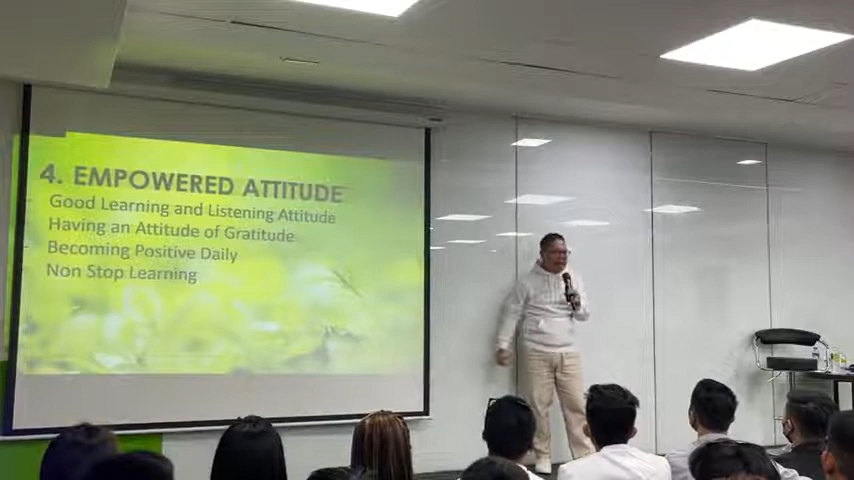 4. EMPOWERED ATTITUDE
Good Learning and Listening Attitude
Having an Attitude of Gratitude
Becoming Positive Daily
Non Stop Learning